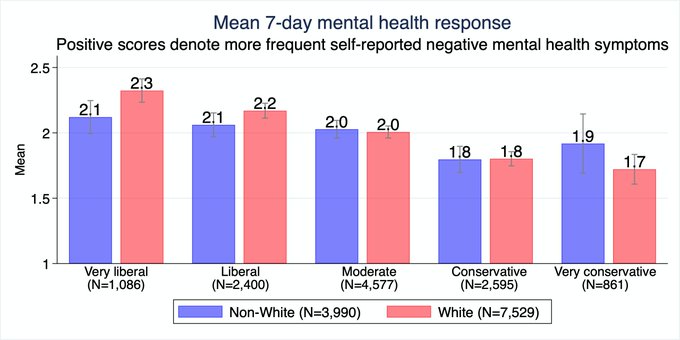 Mean 7-day mental health response
Positive scores denote more frequent self-reported negative mental health symptoms
2.5
2
1.5
1
Mean
2.1
2.3
2.1
2.2
2.0
2.0
1.8
1.8
1.9
1.7
Very liberal
(N=1,086)
Liberal
(N=2,400)
Moderate
(N=4,577)
Conservative
(N=2,595)
Very conservative
(N=861)
Non-White (N=3,990)
White (N=7,529)